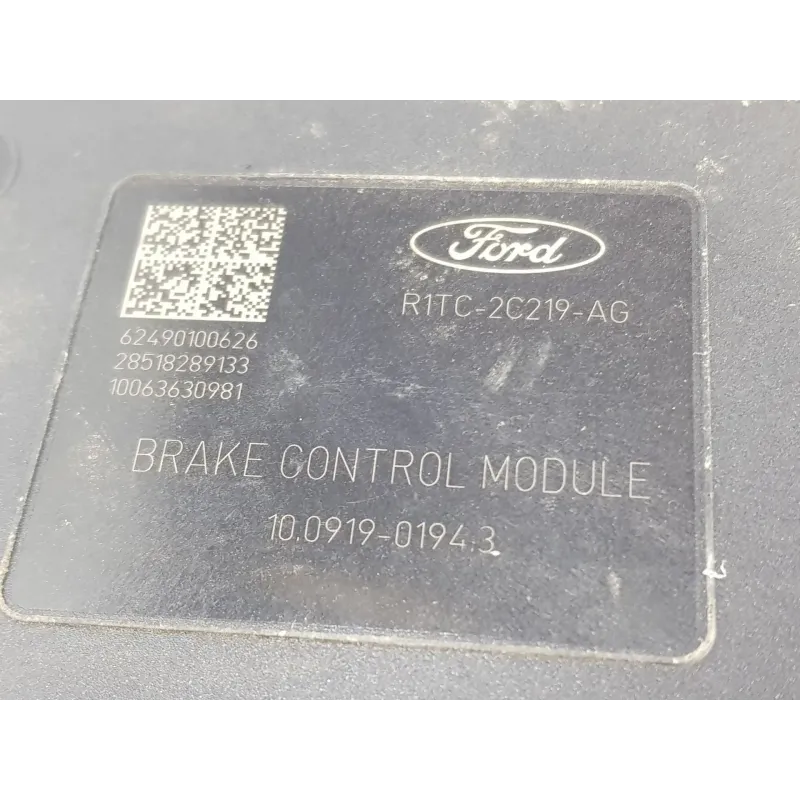 Ford
R1TC-2C219-AG
62490100626
28518289133
10063630981
BRAKE CONTROL MODULE
10.0919-0194.3